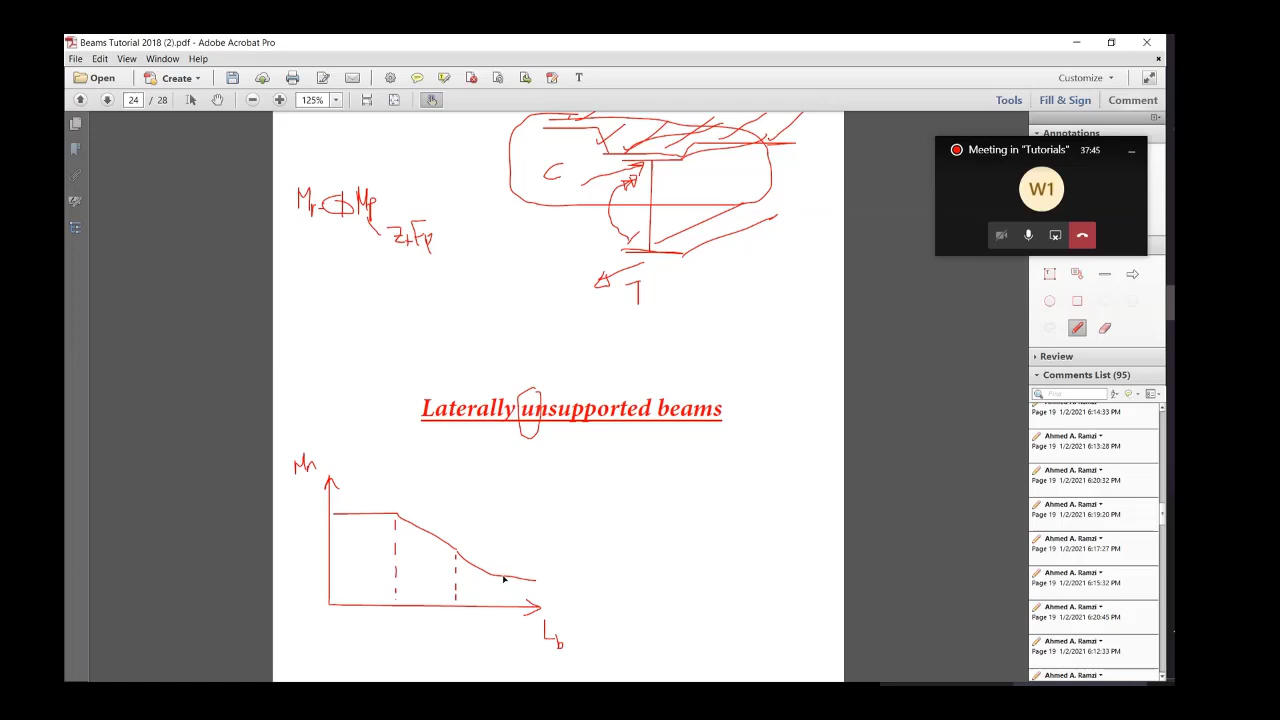 Beams Tutorial 2018 (2).pdf - Adobe Acrobat Pro
File Edit View Window Help
Open Create Customize
24 / 28 125% Tools Fill & Sign Comment
Annotations
Meeting in "Tutorials" 37:45
W1
C
Mr ϕ Mp
T
Laterally unsupported beams
Mn
Lb
Review
Comments List (95)
Find
Page 19 1/2/2021 6:14:33 PM
Ahmed A. Ramzi
Page 19 1/2/2021 6:13:28 PM
Ahmed A. Ramzi
Page 19 1/2/2021 6:20:32 PM
Ahmed A. Ramzi
Page 19 1/2/2021 6:19:20 PM
Ahmed A. Ramzi
Page 19 1/2/2021 6:17:27 PM
Ahmed A. Ramzi
Page 19 1/2/2021 6:15:32 PM
Ahmed A. Ramzi
Page 19 1/2/2021 6:20:45 PM
Ahmed A. Ramzi
Page 19 1/2/2021 6:12:33 PM
Ahmed A. Ramzi